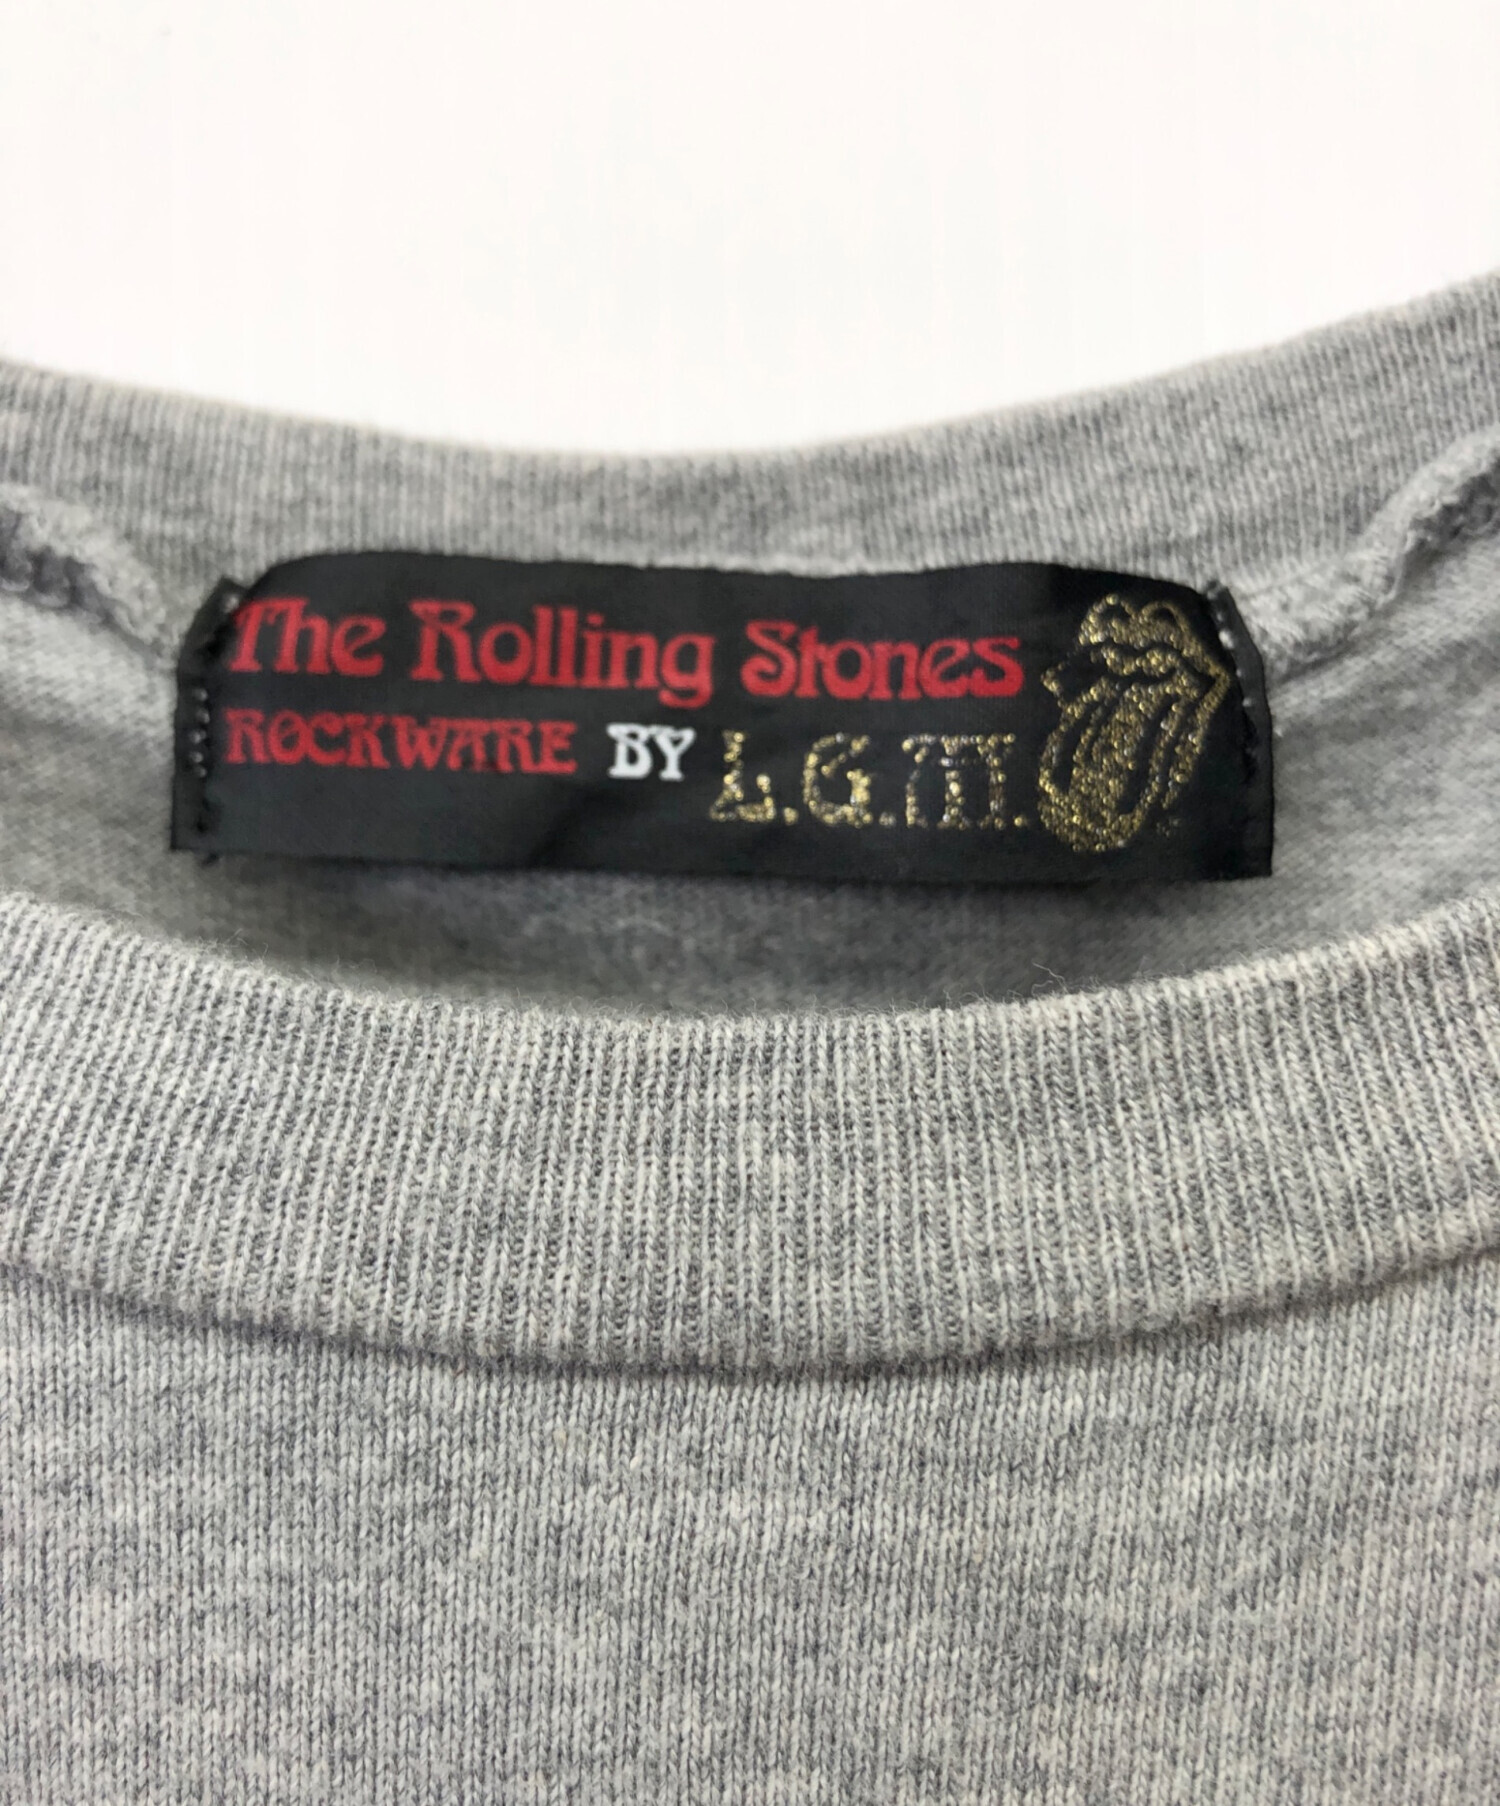 The Rolling Stones
ROCKWARE BY L.G.M.